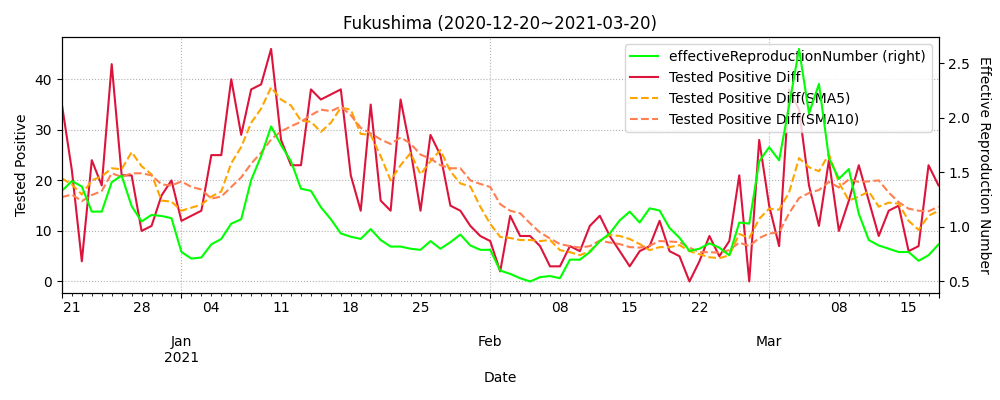 Fukushima (2020-12-20~2021-03-20)
effectiveReproductionNumber (right)
Tested Positive Diff
Tested Positive Diff(SMA5)
Tested Positive Diff(SMA10)
Tested Positive
40
30
20
10
0
Effective Reproduction Number
2.5
2.0
1.5
1.0
0.5
21 28 04 11 18 25 08 15 22 08 15
Jan Feb Mar
2021
Date